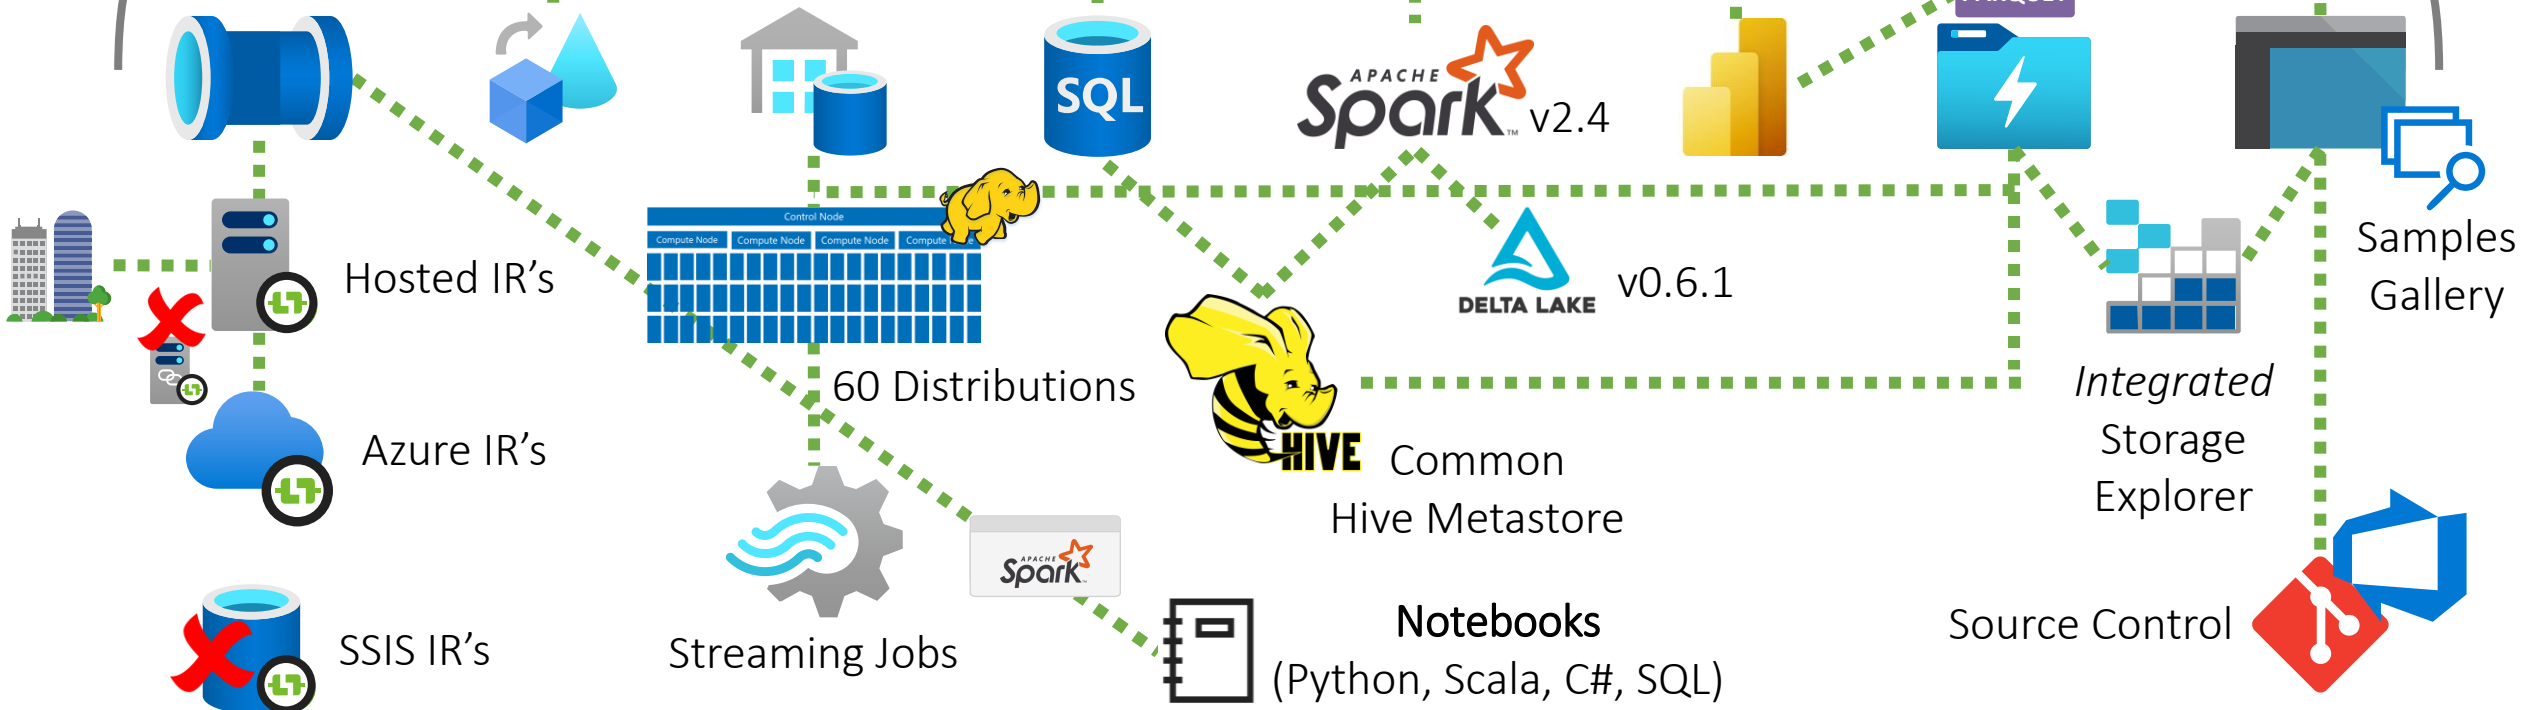 SQL
APACHE
Spark
v2.4
Control Node
Compute Node
Compute Node
Compute Node
Hosted IR's
DELTA LAKE
v0.6.1
Samples
Gallery
60 Distributions
HIVE
Common
Hive Metastore
Integrated
Storage
Explorer
Azure IR's
APACHE
Spark
Streaming Jobs
Notebooks
(Python, Scala, C#, SQL)
Source Control
SSIS IR's